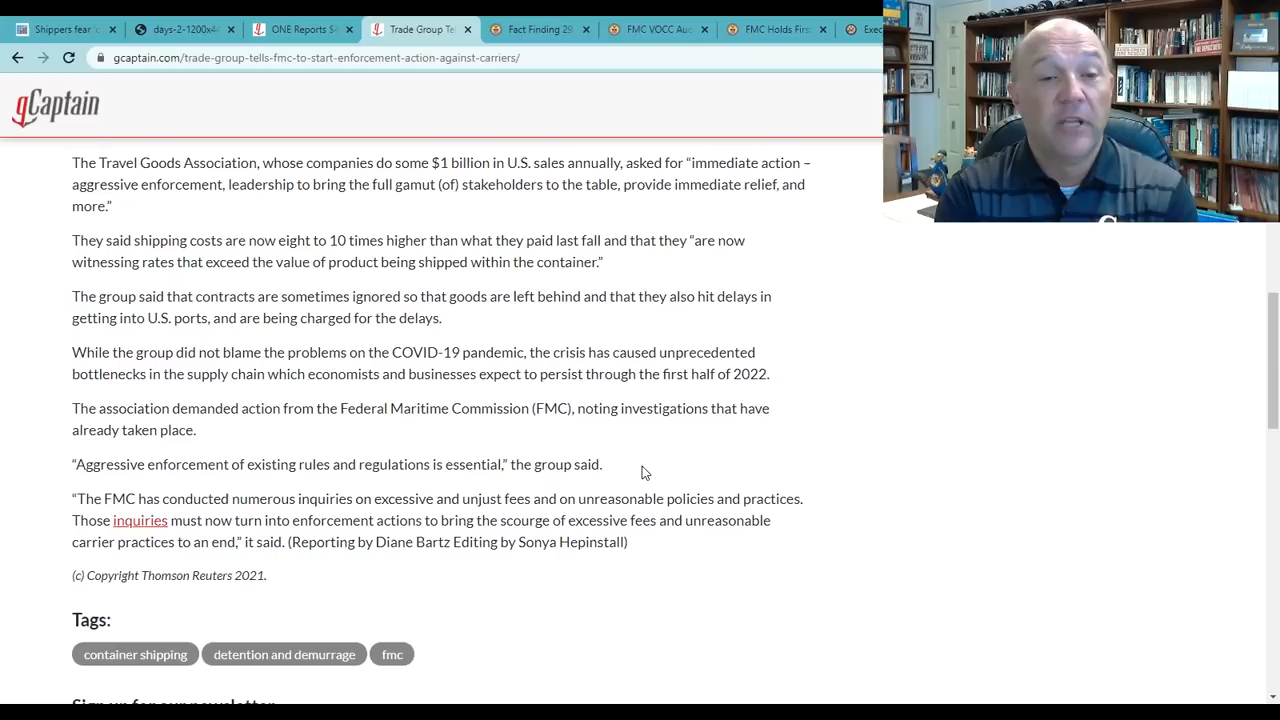 Shippers fear
days-2-1200x4
ONE Reports $
Trade Group Te
Fact Finding 29
FMC VOCC Au
FMC Holds Firs
Exec
gcaptain.com/trade-group-tells-fmc-to-start-enforcement-action-against-carriers/
gCaptain
The Travel Goods Association, whose companies do some $1 billion in U.S. sales annually, asked for “immediate action –
aggressive enforcement, leadership to bring the full gamut (of) stakeholders to the table, provide immediate relief, and
more.”
They said shipping costs are now eight to 10 times higher than what they paid last fall and that they “are now
witnessing rates that exceed the value of product being shipped within the container.”
The group said that contracts are sometimes ignored so that goods are left behind and that they also hit delays in
getting into U.S. ports, and are being charged for the delays.
While the group did not blame the problems on the COVID-19 pandemic, the crisis has caused unprecedented
bottlenecks in the supply chain which economists and businesses expect to persist through the first half of 2022.
The association demanded action from the Federal Maritime Commission (FMC), noting investigations that have
already taken place.
“Aggressive enforcement of existing rules and regulations is essential,” the group said.
“The FMC has conducted numerous inquiries on excessive and unjust fees and on unreasonable policies and practices.
Those inquiries must now turn into enforcement actions to bring the scourge of excessive fees and unreasonable
carrier practices to an end,” it said. (Reporting by Diane Bartz Editing by Sonya Hepinstall)
(c) Copyright Thomson Reuters 2021.
Tags:
container shipping
detention and demurrage
fmc
Sign up for our newsletter